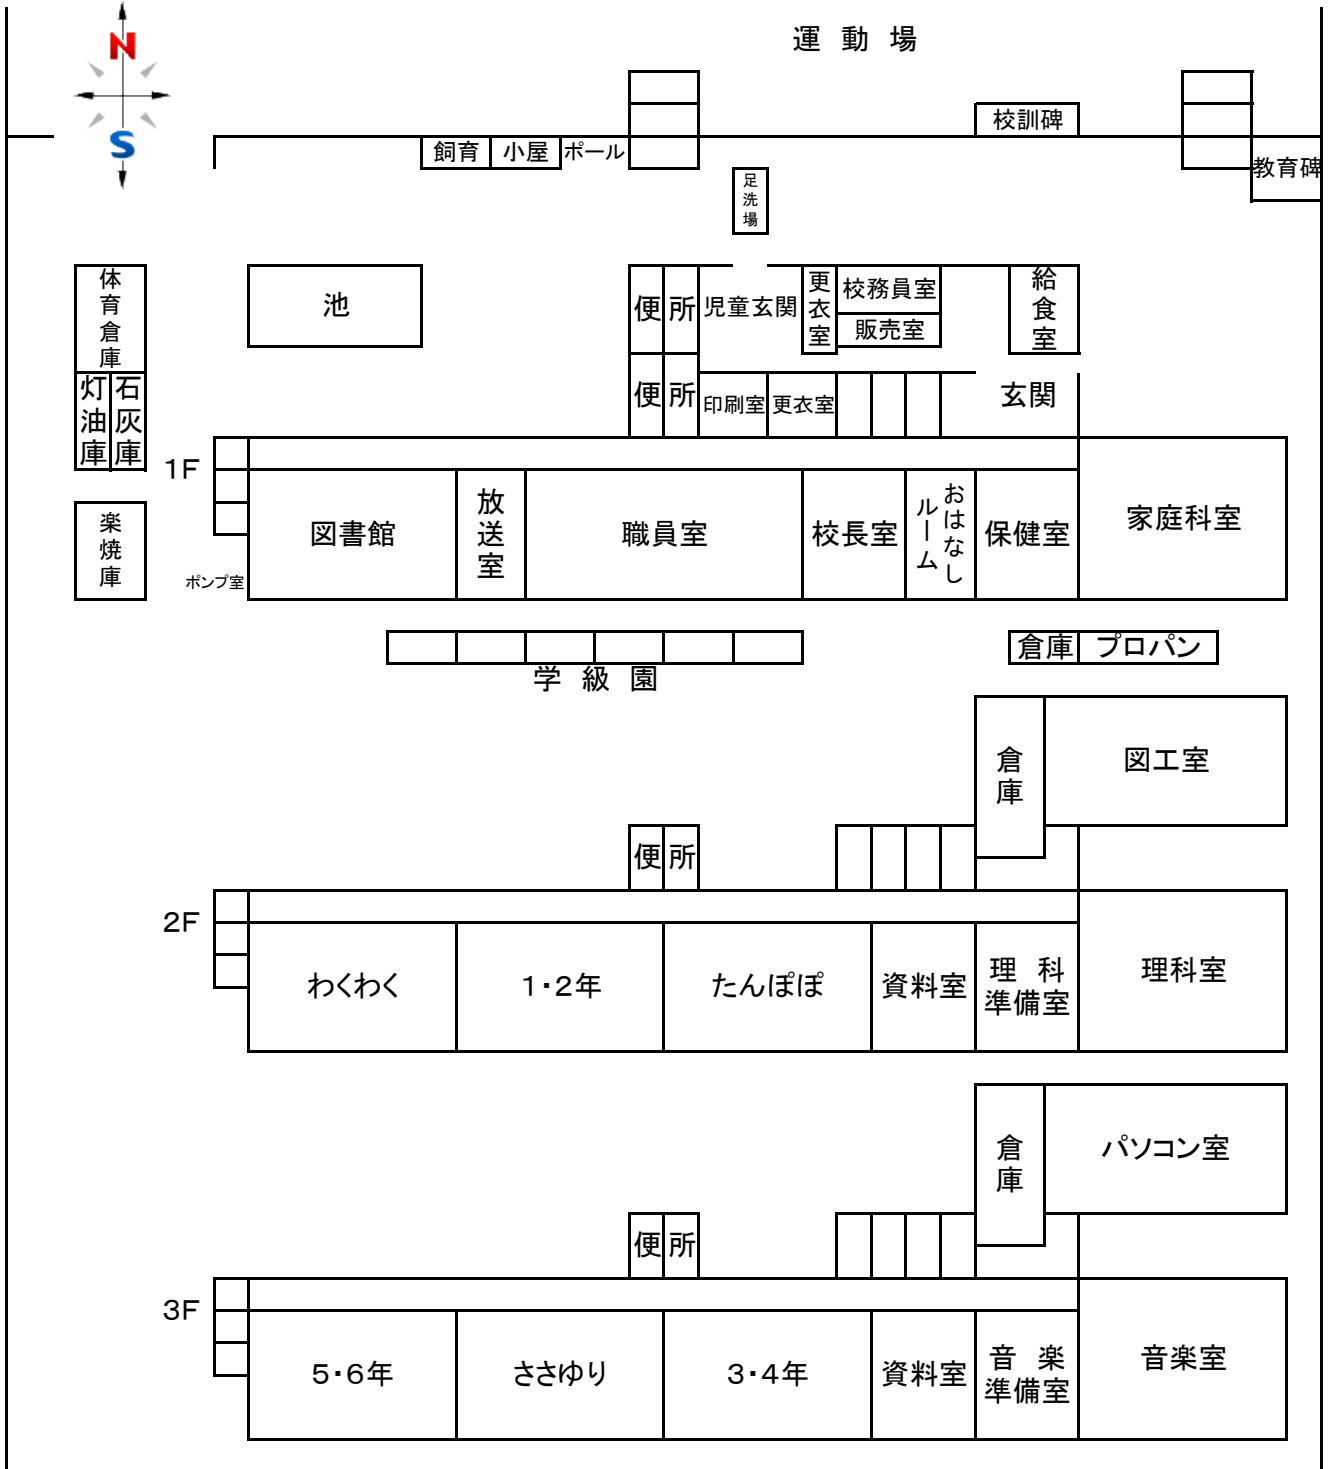 N
S
運 動 場
校訓碑
飼育 小屋 ポール
教育碑
足洗場
体育倉庫
池
便 所
児童玄関
更衣室
校務員室
販売室
給食室
灯油庫
石灰庫
便 所
印刷室 更衣室
玄関
1F
図書館
放送室
職員室
校長室
おはなし
ルーム
保健室
家庭科室
楽焼庫
ポンプ室
倉庫 プロパン
学 級 園
倉庫
図工室
便 所
2F
わくわく
1・2年
たんぽぽ
資料室
理 科
準備室
理科室
倉庫
パソコン室
便 所
3F
5・6年
ささゆり
3・4年
資料室
音 楽
準備室
音楽室